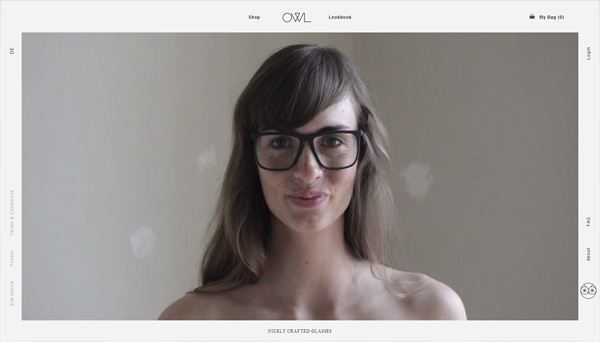 Shop
OWL
Lookbook
My Bag (0)
DE
Login
Terms & Conditions
Privacy
Site Notice
FAQ
About
NICELY CRAFTED GLASSES